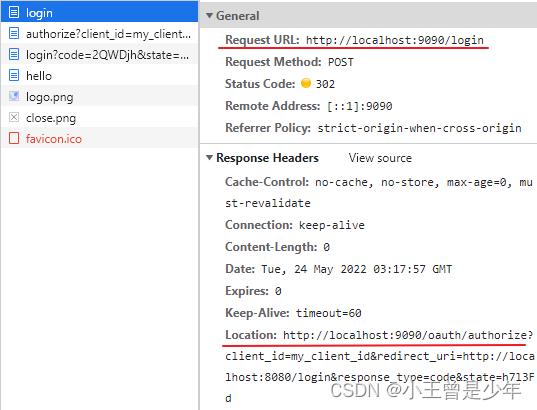 login
authorize?client_id=my_client...
login?code=2QWDjh&state=...
hello
logo.png
close.png
favicon.ico
General
Request URL: http://localhost:9090/login
Request Method: POST
Status Code: 302
Remote Address: [::1]:9090
Referrer Policy: strict-origin-when-cross-origin
Response Headers View source
Cache-Control: no-cache, no-store, max-age=0, mu
st-revalidate
Connection: keep-alive
Content-Length: 0
Date: Tue, 24 May 2022 03:17:57 GMT
Expires: 0
Keep-Alive: timeout=60
Location: http://localhost:9090/oauth/authorize?
client_id=my_client_id&redirect_uri=http://loca
lhost:8080/login&response_type=code&state=h7l3F
d
CSDN @小王曾是少年